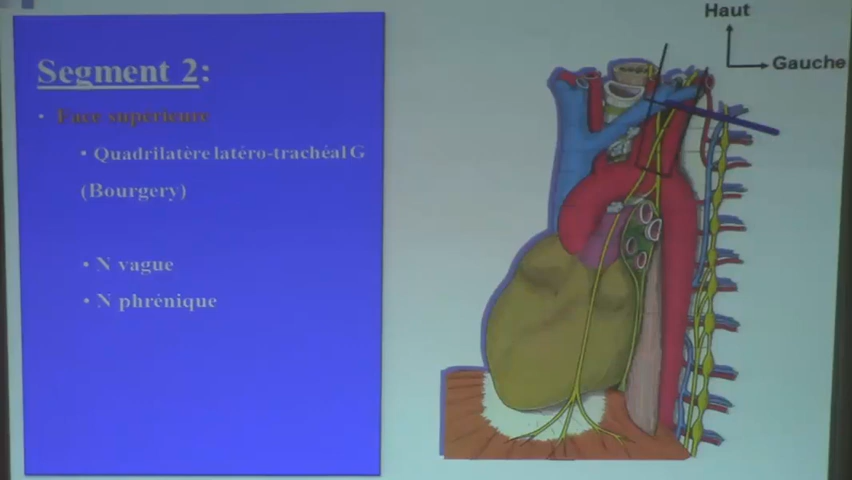 Segment 2:
• Face supérieure
• Quadrilatère latéro-trachéal G
(Bourgery)
• N vague
• N phrénique
Haut
Gauche